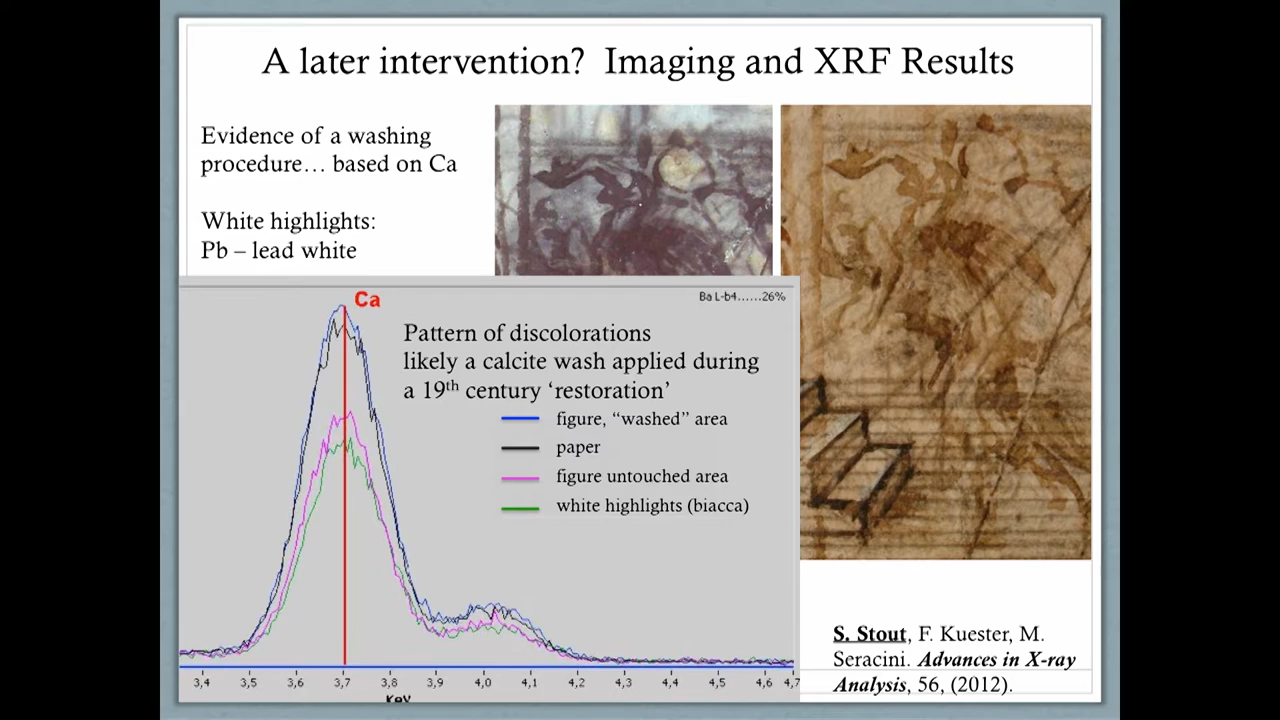 A later intervention? Imaging and XRF Results
Evidence of a washing
procedure… based on Ca
White highlights:
Pb – lead white
Ca
Ba L-b4......26%
Pattern of discolorations
likely a calcite wash applied during
a 19th century ‘restoration’
figure, “washed” area
paper
figure untouched area
white highlights (biacca)
3,4 3,5 3,6 3,7 3,8 3,9 4,0 4,1 4,2 4,3 4,4 4,5 4,6 4,7
KeV
S. Stout, F. Kuester, M.
Seracini. Advances in X-ray
Analysis, 56, (2012).